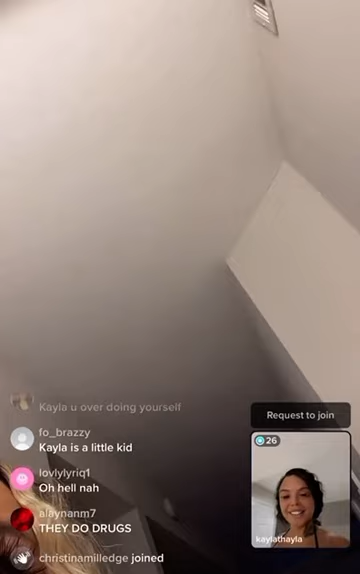 Kayla u over doing yourself
fo_brazzy
Kayla is a little kid
Request to join
26
lovlylyriq1
Oh hell nah
alaynanm7
THEY DO DRUGS
kaylathayla
christinamilledge joined